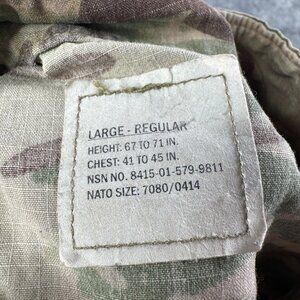 LARGE - REGULAR
HEIGHT: 67 TO 71 IN.
CHEST: 41 TO 45 IN.
NSN NO. 8415-01-579-9811
NATO SIZE: 7080/0414